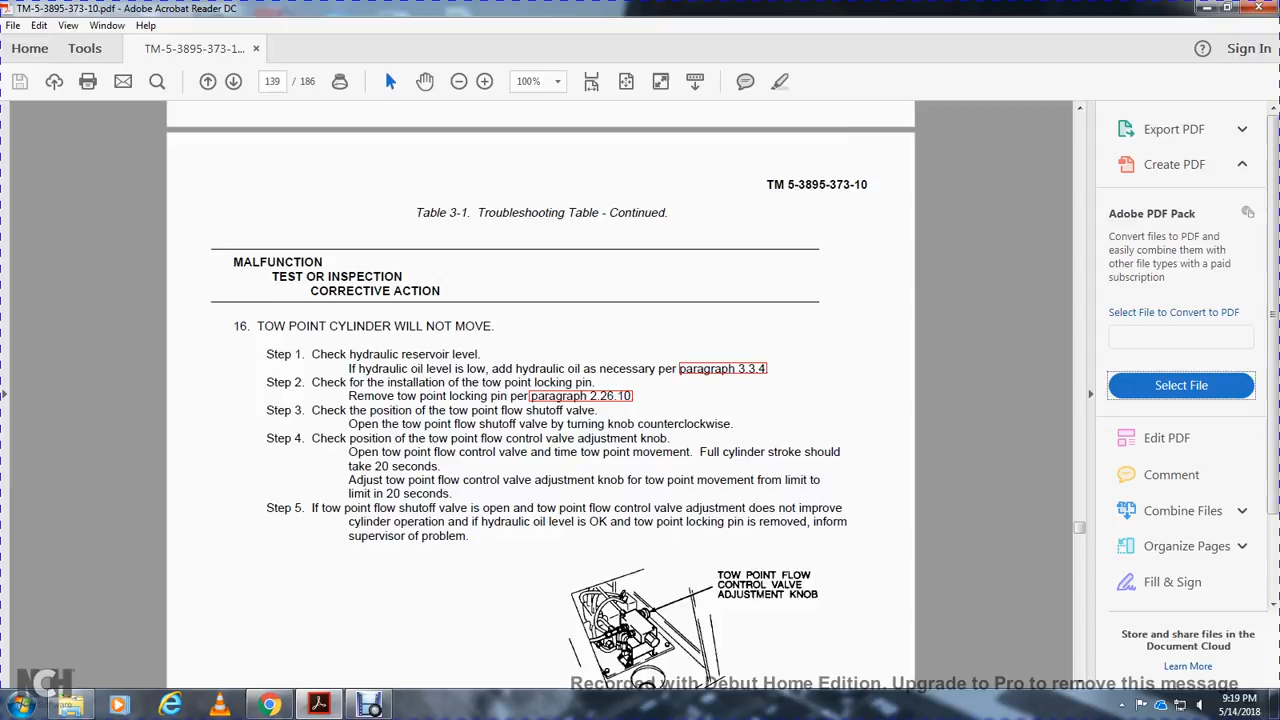 TM-5-3895-373-10.pdf - Adobe Acrobat Reader DC
File Edit View Window Help
Home Tools TM-5-3895-373-1... × Sign In
139 / 186 100%
TM 5-3895-373-10
Table 3-1. Troubleshooting Table - Continued.
MALFUNCTION
TEST OR INSPECTION
CORRECTIVE ACTION
16. TOW POINT CYLINDER WILL NOT MOVE.
Step 1. Check hydraulic reservoir level.
If hydraulic oil level is low, add hydraulic oil as necessary per paragraph 3.3.4
Step 2. Check for the installation of the tow point locking pin.
Remove tow point locking pin per paragraph 2.26.10
Step 3. Check the position of the tow point flow shutoff valve.
Open the tow point flow shutoff valve by turning knob counterclockwise.
Step 4. Check position of the tow point flow control valve adjustment knob.
Open tow point flow control valve and time tow point movement. Full cylinder stroke should
take 20 seconds.
Adjust tow point flow control valve adjustment knob for tow point movement from limit to
limit in 20 seconds.
Step 5. If tow point flow shutoff valve is open and tow point flow control valve adjustment does not improve
cylinder operation and if hydraulic oil level is OK and tow point locking pin is removed, inform
supervisor of problem.
TOW POINT FLOW
CONTROL VALVE
ADJUSTMENT KNOB
Export PDF
Create PDF
Adobe PDF Pack
Convert files to PDF and
easily combine them with
other file types with a paid
subscription
Select File to Convert to PDF
Select File
Edit PDF
Comment
Combine Files
Organize Pages
Fill & Sign
Store and share files in the
Document Cloud
Learn More
NCH
Recorded with Debut Home Edition. Upgrade to Pro to remove this message
9:19 PM
5/14/2018